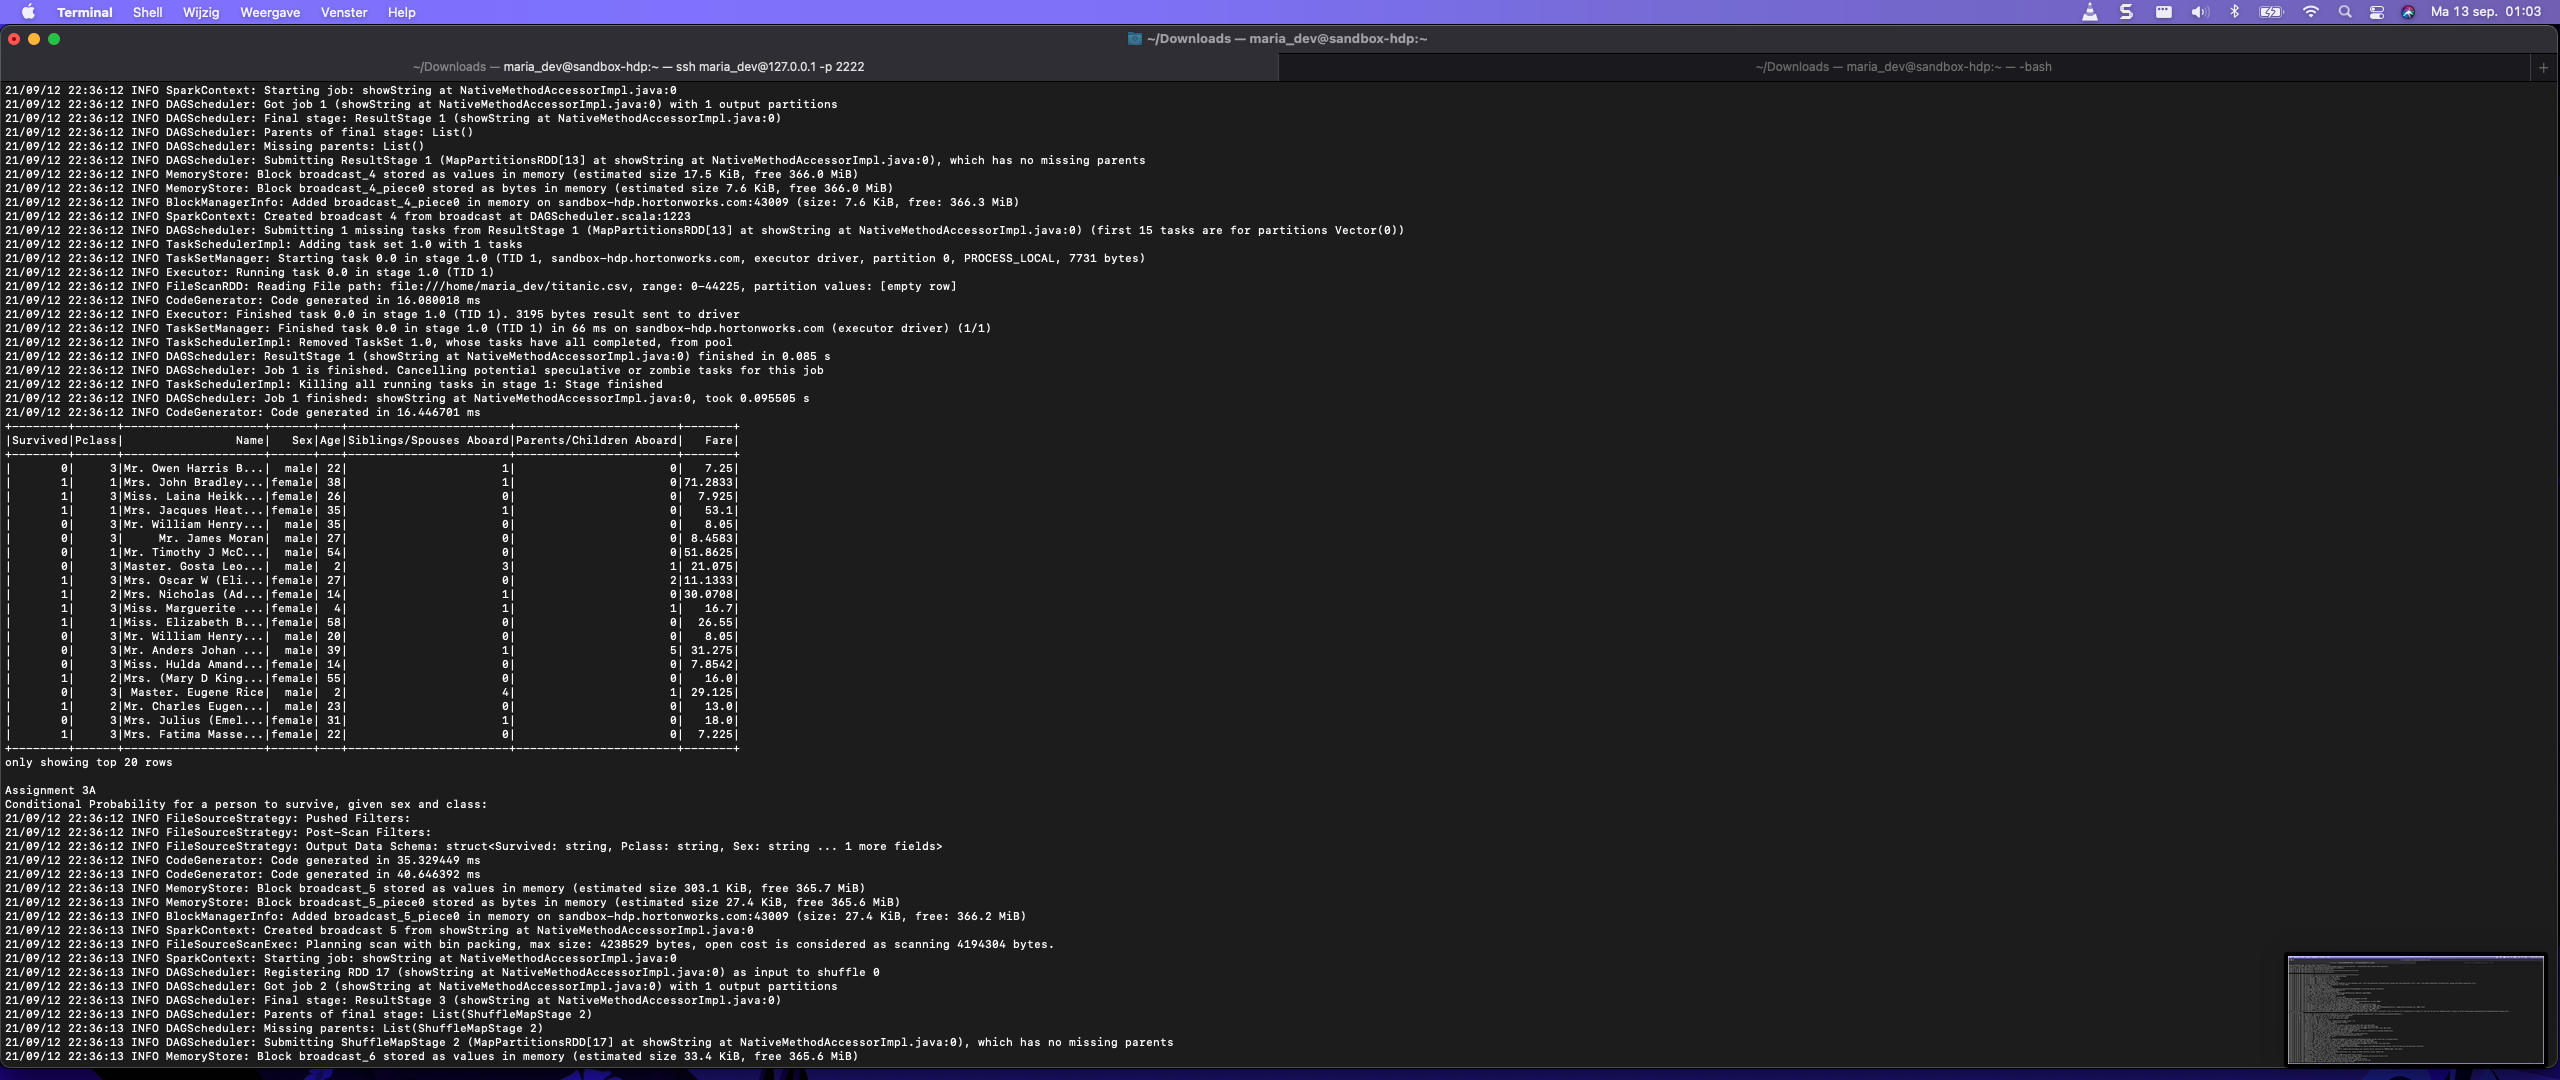 Terminal Shell Wijzig Weergave Venster Help Ma 13 sep. 01:03
~/Downloads — maria_dev@sandbox-hdp:~
~/Downloads — maria_dev@sandbox-hdp:~ — ssh maria_dev@127.0.0.1 -p 2222 ~/Downloads — maria_dev@sandbox-hdp:~ — -bash +
21/09/12 22:36:12 INFO SparkContext: Starting job: showString at NativeMethodAccessorImpl.java:0
21/09/12 22:36:12 INFO DAGScheduler: Got job 1 (showString at NativeMethodAccessorImpl.java:0) with 1 output partitions
21/09/12 22:36:12 INFO DAGScheduler: Final stage: ResultStage 1 (showString at NativeMethodAccessorImpl.java:0)
21/09/12 22:36:12 INFO DAGScheduler: Parents of final stage: List()
21/09/12 22:36:12 INFO DAGScheduler: Missing parents: List()
21/09/12 22:36:12 INFO DAGScheduler: Submitting ResultStage 1 (MapPartitionsRDD[13] at showString at NativeMethodAccessorImpl.java:0), which has no missing parents
21/09/12 22:36:12 INFO MemoryStore: Block broadcast_4 stored as values in memory (estimated size 17.5 KiB, free 366.0 MiB)
21/09/12 22:36:12 INFO MemoryStore: Block broadcast_4_piece0 stored as bytes in memory (estimated size 7.6 KiB, free 366.0 MiB)
21/09/12 22:36:12 INFO BlockManagerInfo: Added broadcast_4_piece0 in memory on sandbox-hdp.hortonworks.com:43009 (size: 7.6 KiB, free: 366.3 MiB)
21/09/12 22:36:12 INFO SparkContext: Created broadcast 4 from broadcast at DAGScheduler.scala:1223
21/09/12 22:36:12 INFO DAGScheduler: Submitting 1 missing tasks from ResultStage 1 (MapPartitionsRDD[13] at showString at NativeMethodAccessorImpl.java:0) (first 15 tasks are for partitions Vector(0))
21/09/12 22:36:12 INFO TaskSchedulerImpl: Adding task set 1.0 with 1 tasks
21/09/12 22:36:12 INFO TaskSetManager: Starting task 0.0 in stage 1.0 (TID 1, sandbox-hdp.hortonworks.com, executor driver, partition 0, PROCESS_LOCAL, 7731 bytes)
21/09/12 22:36:12 INFO Executor: Running task 0.0 in stage 1.0 (TID 1)
21/09/12 22:36:12 INFO FileScanRDD: Reading File path: file:///home/maria_dev/titanic.csv, range: 0-44225, partition values: [empty row]
21/09/12 22:36:12 INFO CodeGenerator: Code generated in 16.080018 ms
21/09/12 22:36:12 INFO Executor: Finished task 0.0 in stage 1.0 (TID 1). 3195 bytes result sent to driver
21/09/12 22:36:12 INFO TaskSetManager: Finished task 0.0 in stage 1.0 (TID 1) in 66 ms on sandbox-hdp.hortonworks.com (executor driver) (1/1)
21/09/12 22:36:12 INFO TaskSchedulerImpl: Removed TaskSet 1.0, whose tasks have all completed, from pool
21/09/12 22:36:12 INFO DAGScheduler: ResultStage 1 (showString at NativeMethodAccessorImpl.java:0) finished in 0.085 s
21/09/12 22:36:12 INFO DAGScheduler: Job 1 is finished. Cancelling potential speculative or zombie tasks for this job
21/09/12 22:36:12 INFO TaskSchedulerImpl: Killing all running tasks in stage 1: Stage finished
21/09/12 22:36:12 INFO DAGScheduler: Job 1 finished: showString at NativeMethodAccessorImpl.java:0, took 0.095505 s
21/09/12 22:36:12 INFO CodeGenerator: Code generated in 16.446701 ms
+--------+------+--------------------+------+---+-----------------------+-----------------------+-------+
|Survived|Pclass|                Name|   Sex|Age|Siblings/Spouses Aboard|Parents/Children Aboard|   Fare|
+--------+------+--------------------+------+---+-----------------------+-----------------------+-------+
|       0|     3|Mr. Owen Harris B...|  male| 22|                      1|                      0|   7.25|
|       1|     1|Mrs. John Bradley...|female| 38|                      1|                      0|71.2833|
|       1|     3|Miss. Laina Heikk...|female| 26|                      0|                      0|  7.925|
|       1|     1|Mrs. Jacques Heat...|female| 35|                      1|                      0|   53.1|
|       0|     3|Mr. William Henry...|  male| 35|                      0|                      0|   8.05|
|       0|     3|     Mr. James Moran|  male| 27|                      0|                      0| 8.4583|
|       0|     1|Mr. Timothy J McC...|  male| 54|                      0|                      0|51.8625|
|       0|     3|Master. Gosta Leo...|  male|  2|                      3|                      1| 21.075|
|       1|     3|Mrs. Oscar W (Eli...|female| 27|                      0|                      2|11.1333|
|       1|     2|Mrs. Nicholas (Ad...|female| 14|                      1|                      0|30.0708|
|       1|     3|Miss. Marguerite ...|female|  4|                      1|                      1|   16.7|
|       1|     1|Miss. Elizabeth B...|female| 58|                      0|                      0|  26.55|
|       0|     3|Mr. William Henry...|  male| 20|                      0|                      0|   8.05|
|       0|     3|Mr. Anders Johan ...|  male| 39|                      1|                      5| 31.275|
|       0|     3|Miss. Hulda Amand...|female| 14|                      0|                      0| 7.8542|
|       1|     2|Mrs. (Mary D King...|female| 55|                      0|                      0|   16.0|
|       0|     3| Master. Eugene Rice|  male|  2|                      4|                      1| 29.125|
|       1|     2|Mr. Charles Eugen...|  male| 23|                      0|                      0|   13.0|
|       0|     3|Mrs. Julius (Emel...|female| 31|                      1|                      0|   18.0|
|       1|     3|Mrs. Fatima Masse...|female| 22|                      0|                      0|  7.225|
+--------+------+--------------------+------+---+-----------------------+-----------------------+-------+
only showing top 20 rows
Assignment 3A
Conditional Probability for a person to survive, given sex and class:
21/09/12 22:36:12 INFO FileSourceStrategy: Pushed Filters:
21/09/12 22:36:12 INFO FileSourceStrategy: Post-Scan Filters:
21/09/12 22:36:12 INFO FileSourceStrategy: Output Data Schema: struct<Survived: string, Pclass: string, Sex: string ... 1 more fields>
21/09/12 22:36:12 INFO CodeGenerator: Code generated in 35.329449 ms
21/09/12 22:36:13 INFO CodeGenerator: Code generated in 40.646392 ms
21/09/12 22:36:13 INFO MemoryStore: Block broadcast_5 stored as values in memory (estimated size 303.1 KiB, free 365.7 MiB)
21/09/12 22:36:13 INFO MemoryStore: Block broadcast_5_piece0 stored as bytes in memory (estimated size 27.4 KiB, free 365.6 MiB)
21/09/12 22:36:13 INFO BlockManagerInfo: Added broadcast_5_piece0 in memory on sandbox-hdp.hortonworks.com:43009 (size: 27.4 KiB, free: 366.2 MiB)
21/09/12 22:36:13 INFO SparkContext: Created broadcast 5 from showString at NativeMethodAccessorImpl.java:0
21/09/12 22:36:13 INFO FileSourceScanExec: Planning scan with bin packing, max size: 4238529 bytes, open cost is considered as scanning 4194304 bytes.
21/09/12 22:36:13 INFO SparkContext: Starting job: showString at NativeMethodAccessorImpl.java:0
21/09/12 22:36:13 INFO DAGScheduler: Registering RDD 17 (showString at NativeMethodAccessorImpl.java:0) as input to shuffle 0
21/09/12 22:36:13 INFO DAGScheduler: Got job 2 (showString at NativeMethodAccessorImpl.java:0) with 1 output partitions
21/09/12 22:36:13 INFO DAGScheduler: Final stage: ResultStage 3 (showString at NativeMethodAccessorImpl.java:0)
21/09/12 22:36:13 INFO DAGScheduler: Parents of final stage: List(ShuffleMapStage 2)
21/09/12 22:36:13 INFO DAGScheduler: Missing parents: List(ShuffleMapStage 2)
21/09/12 22:36:13 INFO DAGScheduler: Submitting ShuffleMapStage 2 (MapPartitionsRDD[17] at showString at NativeMethodAccessorImpl.java:0), which has no missing parents
21/09/12 22:36:13 INFO MemoryStore: Block broadcast_6 stored as values in memory (estimated size 33.4 KiB, free 365.6 MiB)